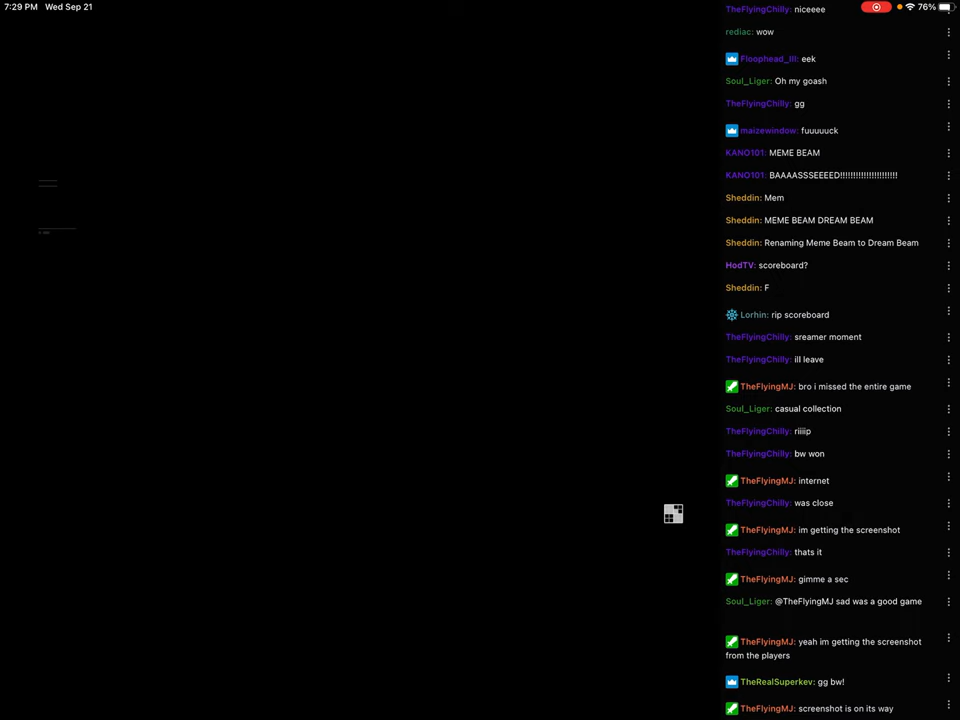 7:29 PM Wed Sep 21
76%
TheFlyingChilly: niceeee
rediac: wow
Floophead_III: eek
Soul_Liger: Oh my goash
TheFlyingChilly: gg
maizewindow: fuuuuuck
KANO101: MEME BEAM
KANO101: BAAAASSSEEEED!!!!!!!!!!!!!!!!!!!!!!
Sheddin: Mem
Sheddin: MEME BEAM DREAM BEAM
Sheddin: Renaming Meme Beam to Dream Beam
HodTV: scoreboard?
Sheddin: F
Lorhin: rip scoreboard
TheFlyingChilly: sreamer moment
TheFlyingChilly: ill leave
TheFlyingMJ: bro i missed the entire game
Soul_Liger: casual collection
TheFlyingChilly: riiiip
TheFlyingChilly: bw won
TheFlyingMJ: internet
TheFlyingChilly: was close
TheFlyingMJ: im getting the screenshot
TheFlyingChilly: thats it
TheFlyingMJ: gimme a sec
Soul_Liger: @TheFlyingMJ sad was a good game
TheFlyingMJ: yeah im getting the screenshot
from the players
TheRealSuperkev: gg bw!
TheFlyingMJ: screenshot is on its way